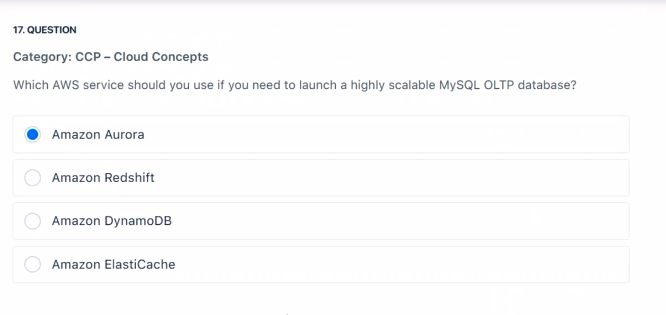 17. QUESTION
Category: CCP – Cloud Concepts
Which AWS service should you use if you need to launch a highly scalable MySQL OLTP database?
Amazon Aurora
Amazon Redshift
Amazon DynamoDB
Amazon ElastiCache